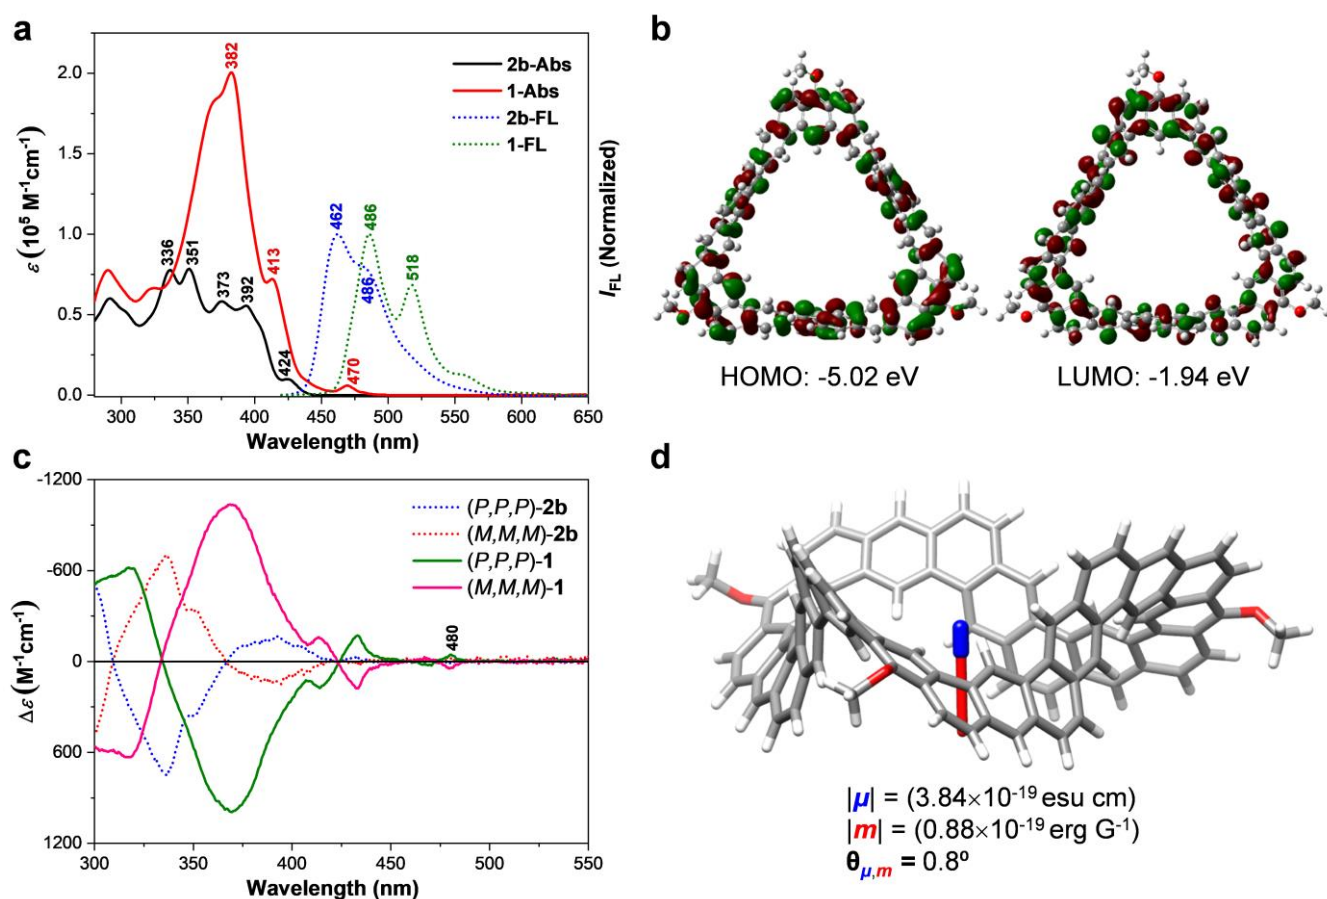 a
382
2b-Abs
1-Abs
2b-FL
1-FL
462
486
336
351
373
392
413
486
518
424
470
2.0
1.5
1.0
0.5
0.0
300 350 400 450 500 550 600 650
Wavelength (nm)
ε (10⁵ M⁻¹cm⁻¹)
I_FL (Normalized)
b
HOMO: -5.02 eV
LUMO: -1.94 eV
c
-1200
-600
0
600
1200
(P,P,P)-2b
(M,M,M)-2b
(P,P,P)-1
(M,M,M)-1
480
300 350 400 450 500 550
Wavelength (nm)
Δε (M⁻¹cm⁻¹)
d
|μ| = (3.84×10⁻¹⁹ esu cm)
|m| = (0.88×10⁻¹⁹ erg G⁻¹)
θ_μ,m = 0.8º